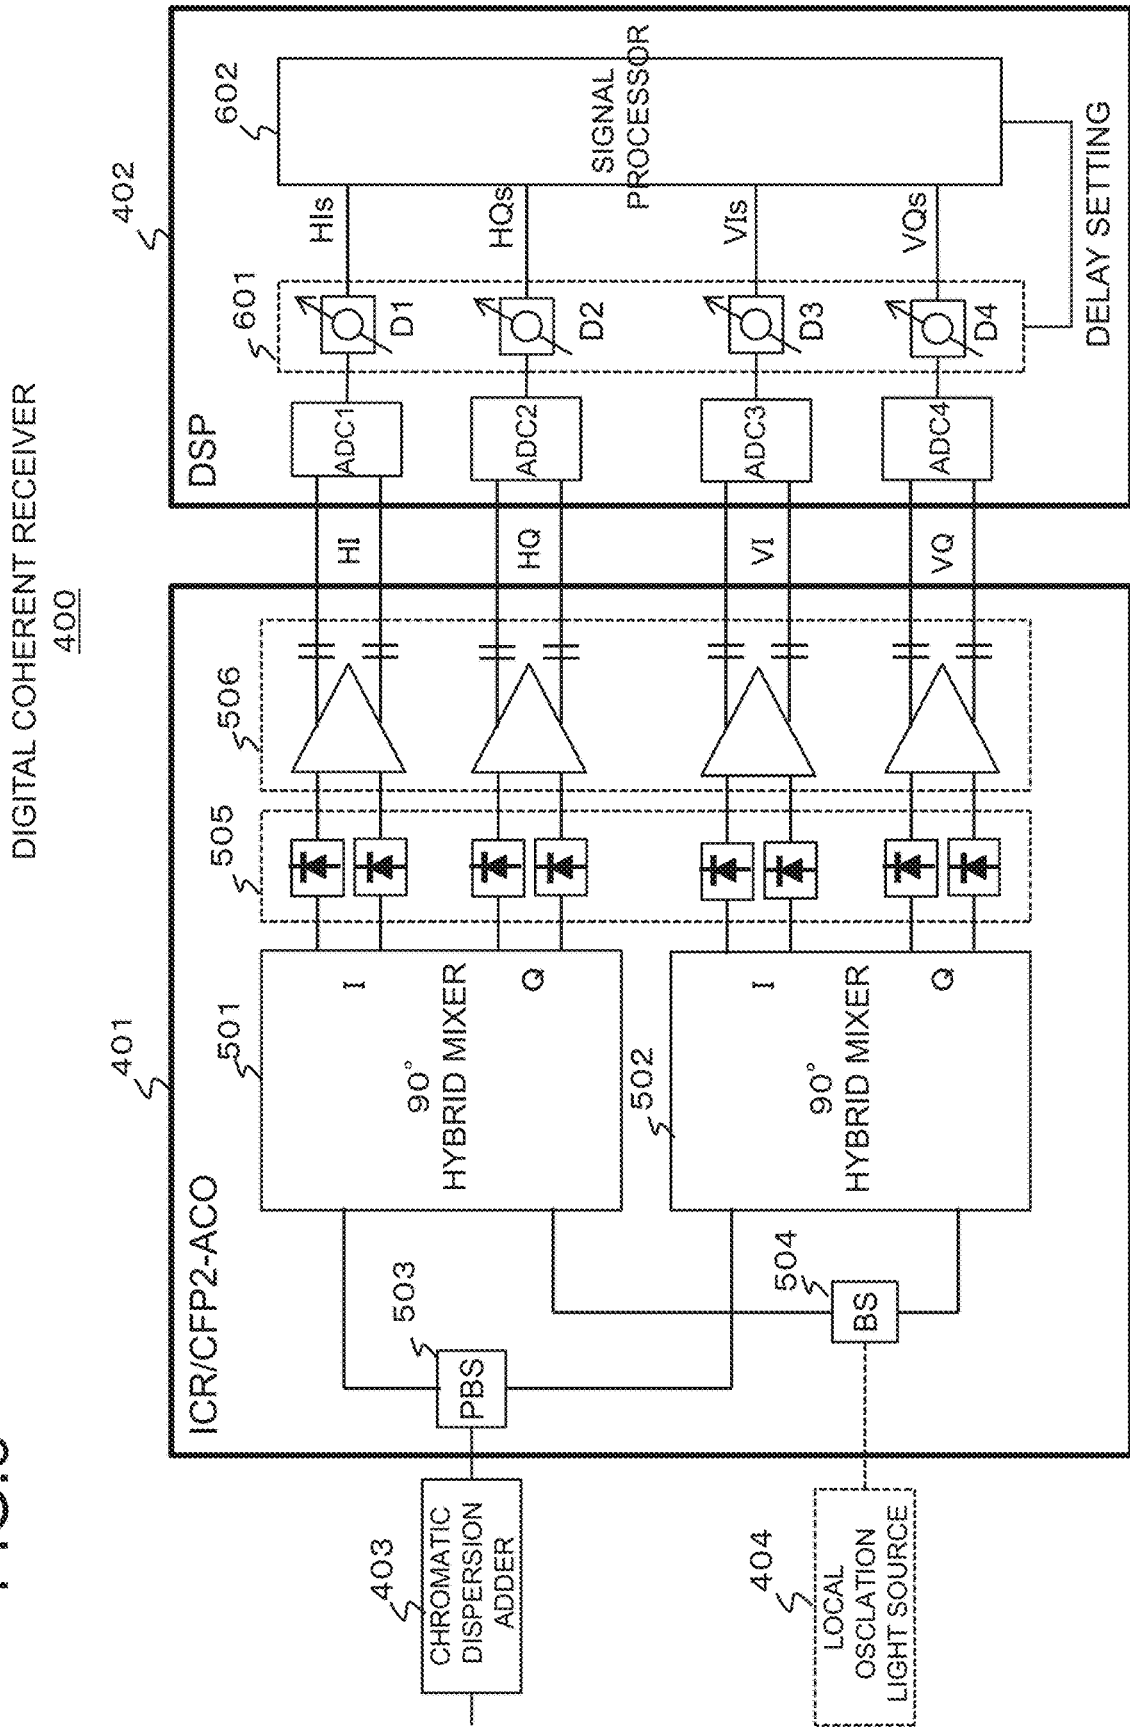 DIGITAL COHERENT RECEIVER
400
401
ICR/CFP2-ACO
402
DSP
403
CHROMATIC
DISPERSION
ADDER
503
PBS
404
LOCAL
OSCLATION
LIGHT SOURCE
504
BS
501
90°
HYBRID MIXER
I
Q
502
90°
HYBRID MIXER
I
Q
505
506
HI
HQ
VI
VQ
ADC1
ADC2
ADC3
ADC4
601
D1
D2
D3
D4
HIs
HQs
VIs
VQs
602
SIGNAL
PROCESSOR
DELAY SETTING